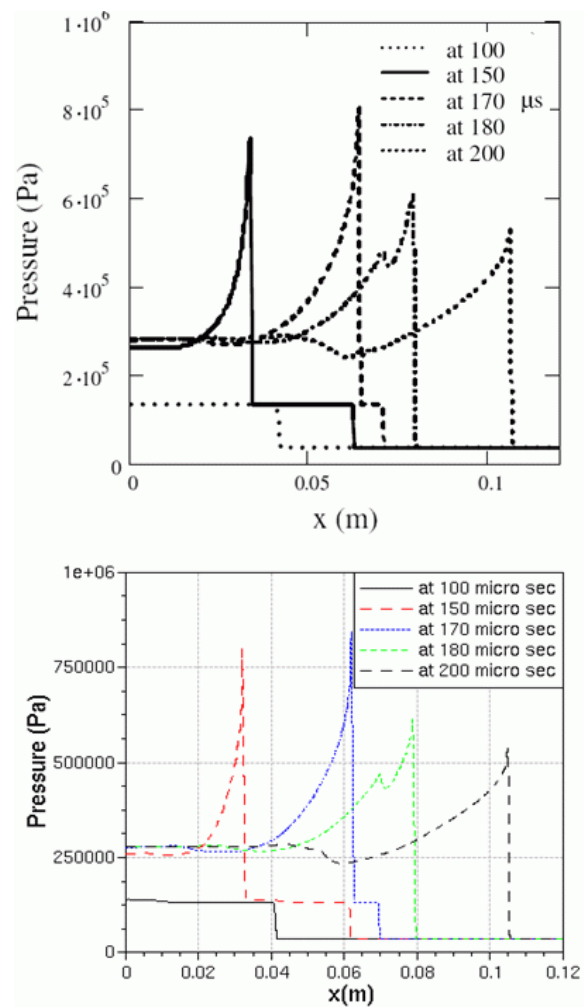 1·10⁶
8·10⁵
6·10⁵
4·10⁵
2·10⁵
0
Pressure (Pa)
at 100
at 150
at 170 μs
at 180
at 200
0
0.05
0.1
x (m)
1e+06
750000
500000
250000
0
Pressure (Pa)
at 100 micro sec
at 150 micro sec
at 170 micro sec
at 180 micro sec
at 200 micro sec
0 0.02 0.04 0.06 0.08 0.1 0.12
x(m)